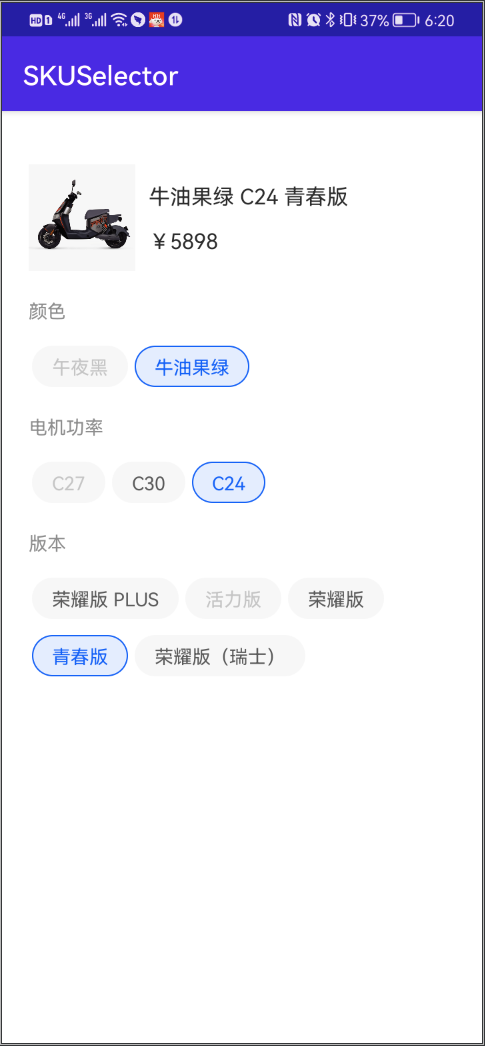 HD D 4G 3G 37% 6:20
SKUSelector
牛油果绿 C24 青春版
￥5898
颜色
午夜黑 牛油果绿
电机功率
C27 C30 C24
版本
荣耀版 PLUS 活力版 荣耀版
青春版 荣耀版（瑞士）